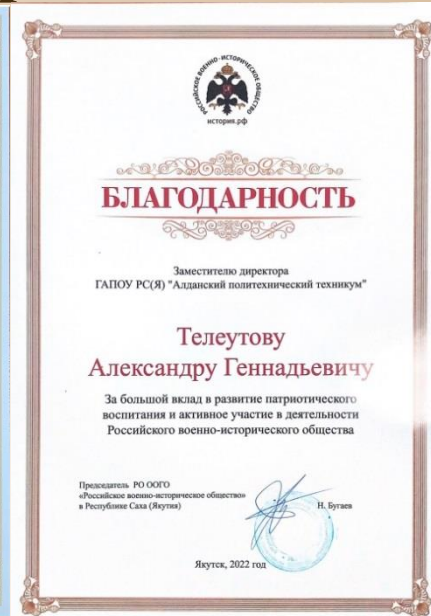 РОССИЙСКОЕ ВОЕННО-ИСТОРИЧЕСКОЕ ОБЩЕСТВО
история.рф
БЛАГОДАРНОСТЬ
Заместителю директора
ГАПОУ РС(Я) "Алданский политехнический техникум"
Телеутову
Александру Геннадьевичу
За большой вклад в развитие патриотического
воспитания и активное участие в деятельности
Российского военно-исторического общества
Председатель РО ООГО
«Российское военно-историческое общество»
в Республике Саха (Якутия)
Н. Бугаев
Якутск, 2022 год